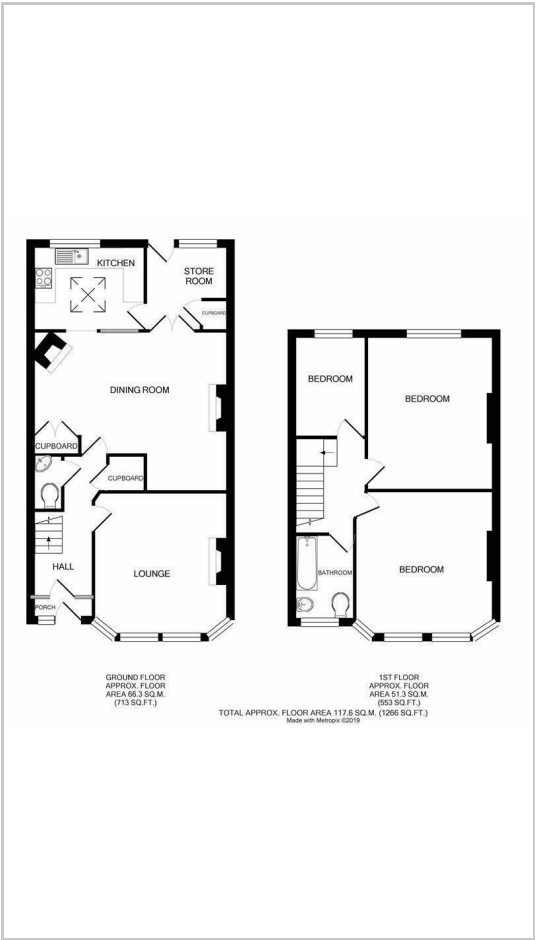 KITCHEN
STORE
ROOM
CUPBOARD
DINING ROOM
CUPBOARD
CUPBOARD
LOUNGE
HALL
PORCH
BEDROOM
BEDROOM
BATHROOM
BEDROOM
GROUND FLOOR
APPROX. FLOOR
AREA 66.3 SQ.M.
(713 SQ.FT.)
1ST FLOOR
APPROX. FLOOR
AREA 51.3 SQ.M.
(553 SQ.FT.)
TOTAL APPROX. FLOOR AREA 117.6 SQ.M. (1266 SQ.FT.)
Made with Metropix ©2019